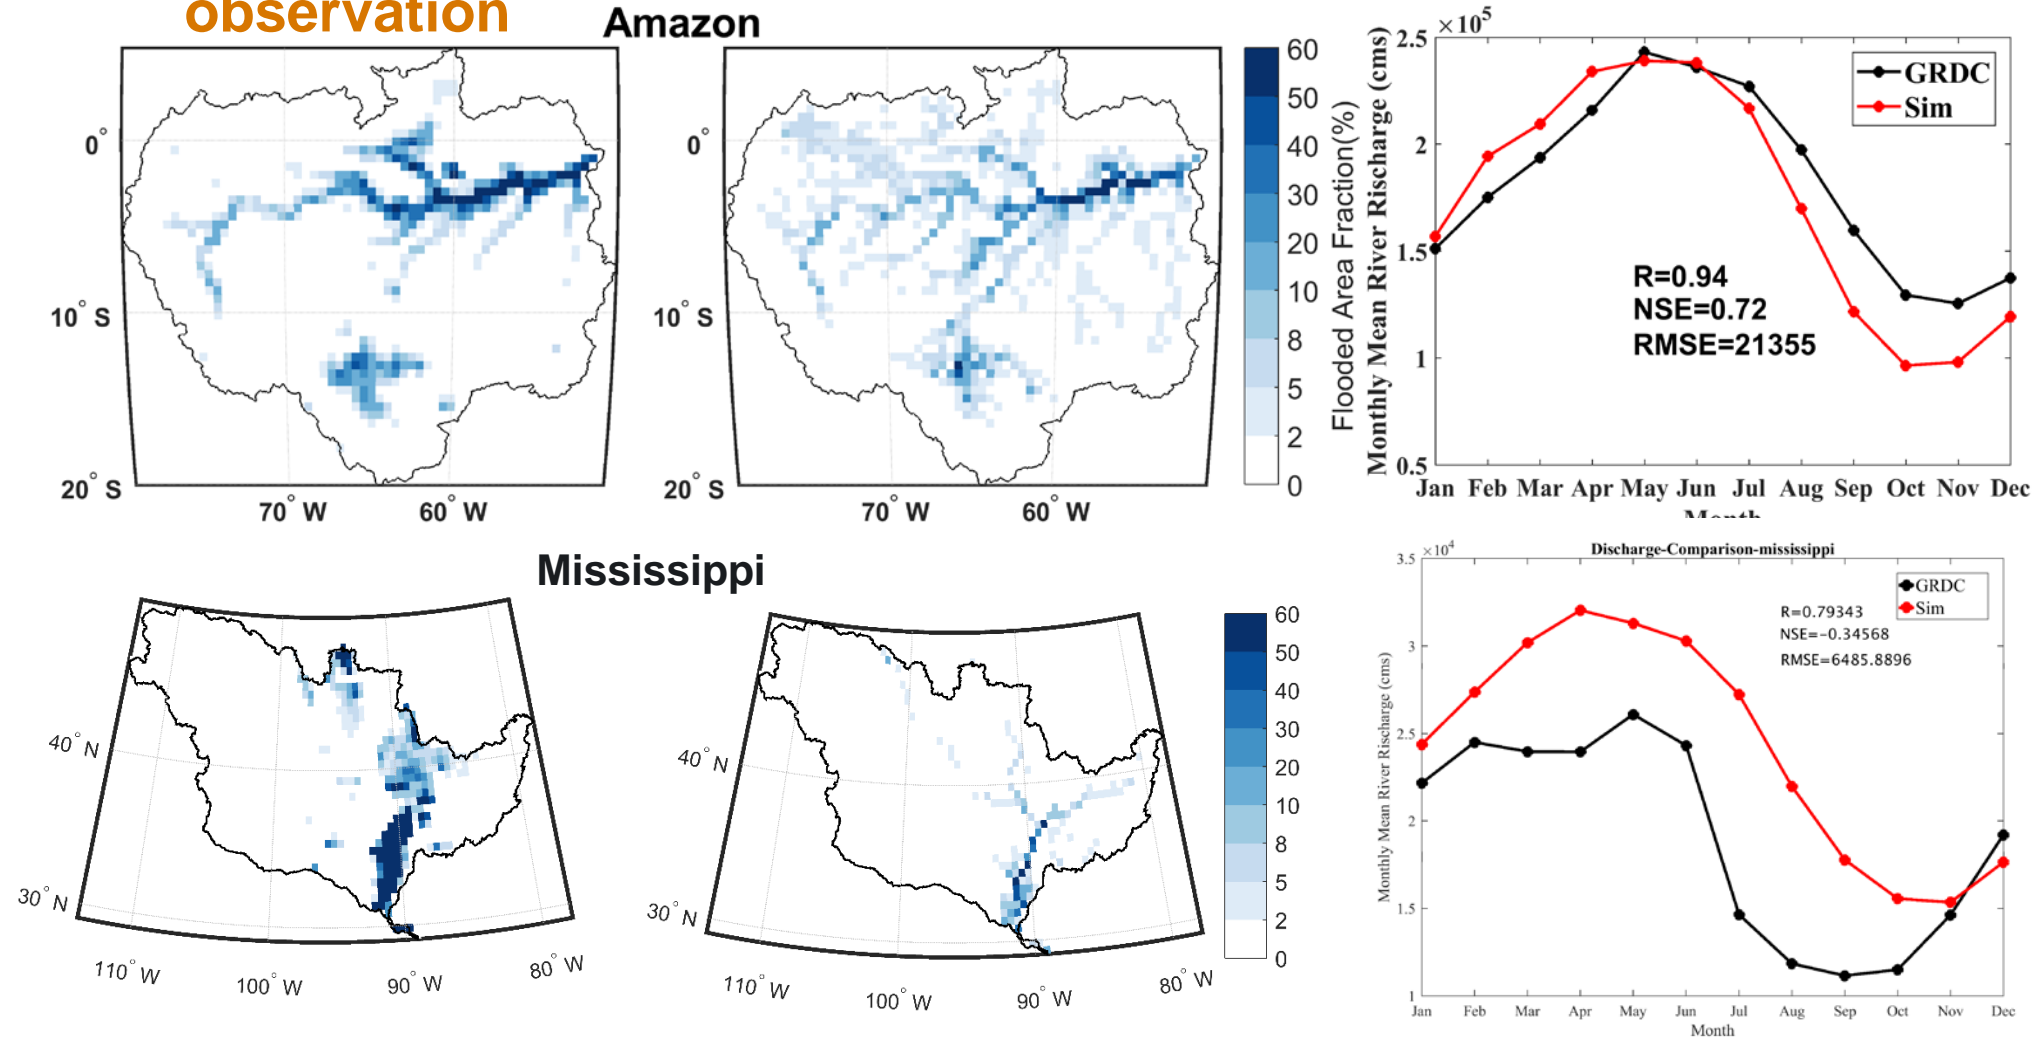 observation
Amazon
0° 
10° S
20° S
70° W
60° W
0°
10° S
20° S
70° W
60° W
60
50
40
30
20
10
8
5
2
0
Flooded Area Fraction(%)
Monthly Mean River Rischarge (cms)
×10⁵
2.5
2
1.5
1
0.5
GRDC
Sim
R=0.94
NSE=0.72
RMSE=21355
Jan Feb Mar Apr May Jun Jul Aug Sep Oct Nov Dec
Month
Mississippi
40° N
30° N
110° W
100° W
90° W
80° W
40° N
30° N
110° W
100° W
90° W
80° W
60
50
40
30
20
10
8
5
2
0
Discharge-Comparison-mississippi
×10⁴
3.5
3
2.5
2
1.5
1
Monthly Mean River Rischarge (cms)
GRDC
Sim
R=0.79343
NSE=-0.34568
RMSE=6485.8896
Jan Feb Mar Apr May Jun Jul Aug Sep Oct Nov Dec
Month